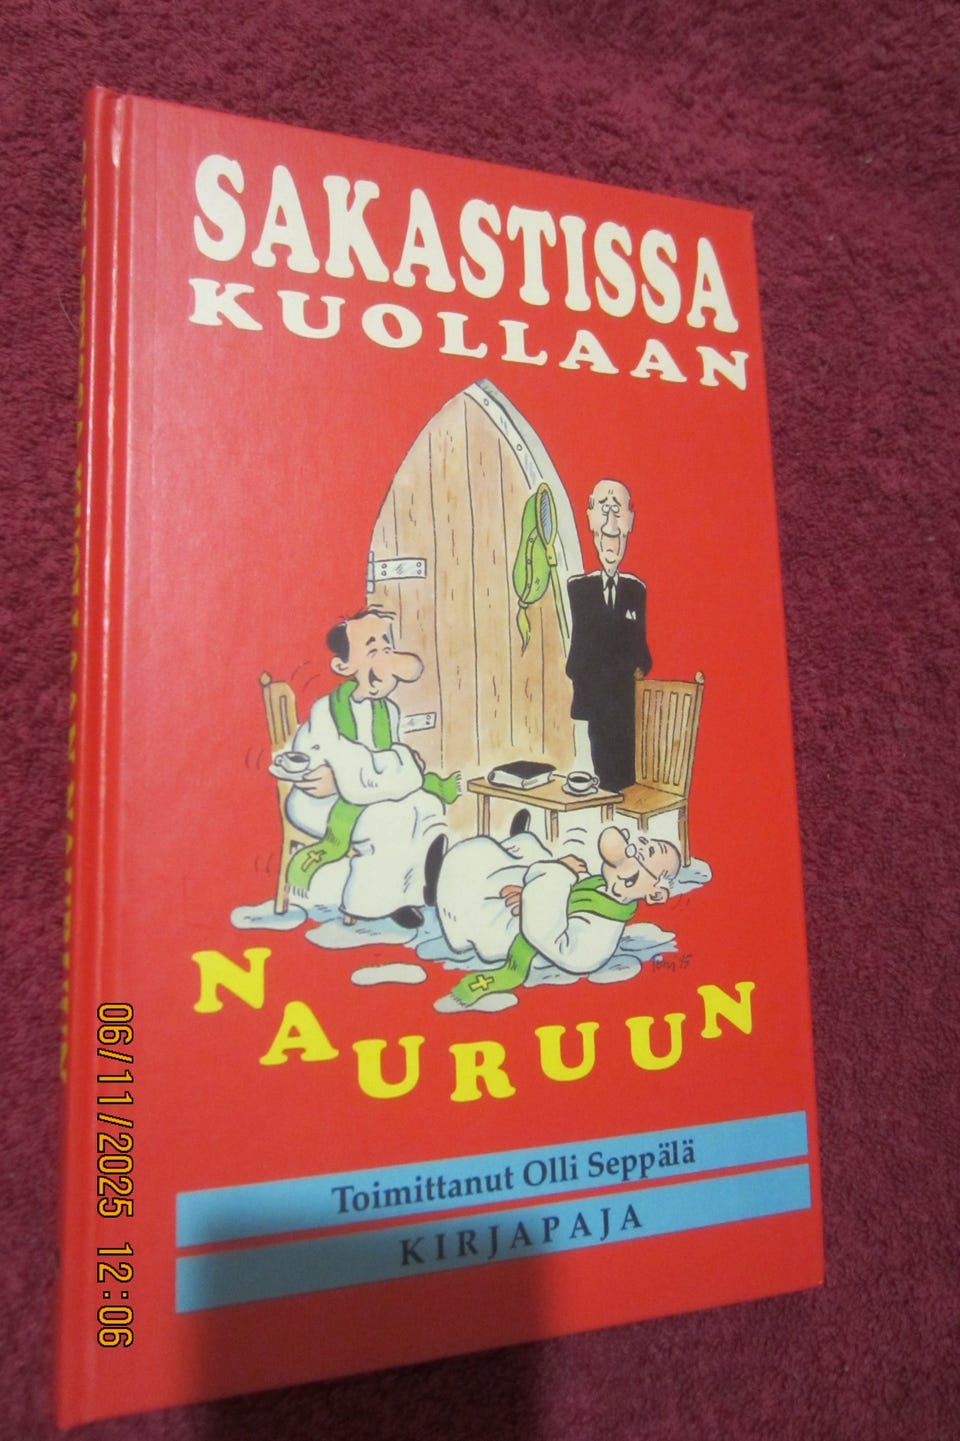 SAKASTISSA
KUOLLAAN
NAURUUN
Toimittanut Olli Seppälä
KIRJAPAJA
06/11/2025 12:06